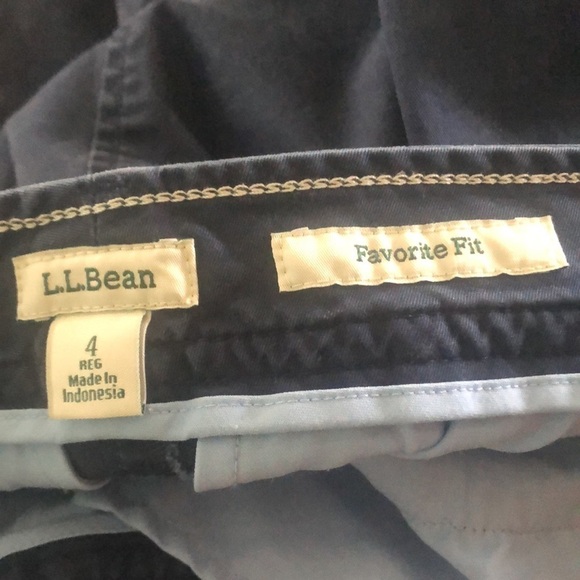 L.L.Bean
Favorite Fit
4
REG
Made In
Indonesia